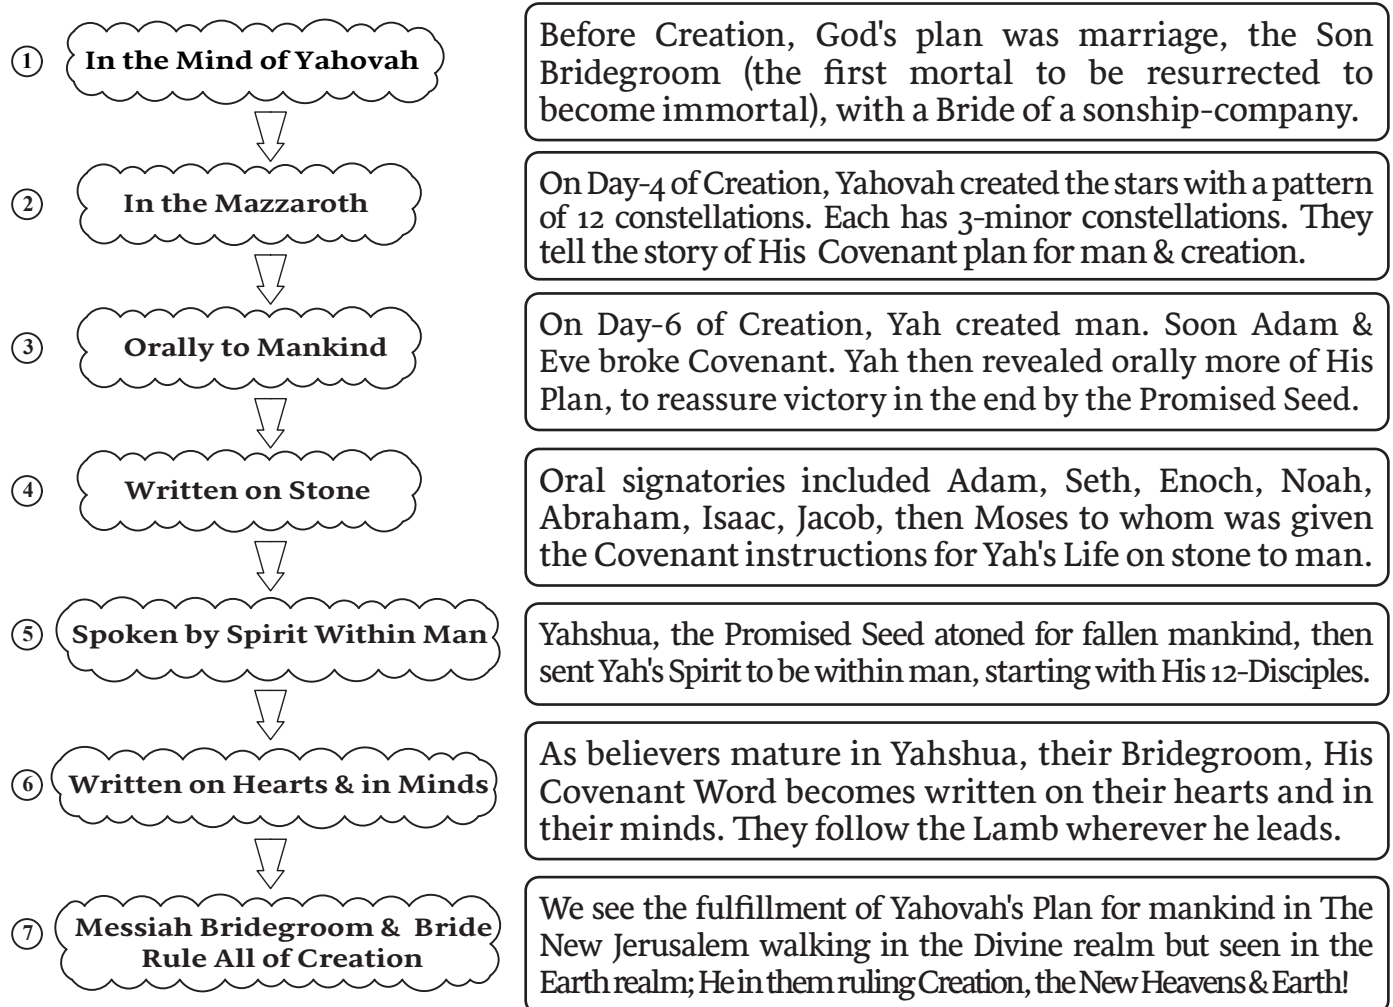 1
In the Mind of Yahovah
Before Creation, God's plan was marriage, the Son
Bridegroom (the first mortal to be resurrected to
become immortal), with a Bride of a sonship-company.
2
In the Mazzaroth
On Day-4 of Creation, Yahovah created the stars with a pattern
of 12 constellations. Each has 3-minor constellations. They
tell the story of His Covenant plan for man & creation.
3
Orally to Mankind
On Day-6 of Creation, Yah created man. Soon Adam &
Eve broke Covenant. Yah then revealed orally more of His
Plan, to reassure victory in the end by the Promised Seed.
4
Written on Stone
Oral signatories included Adam, Seth, Enoch, Noah,
Abraham, Isaac, Jacob, then Moses to whom was given
the Covenant instructions for Yah's Life on stone to man.
5
Spoken by Spirit Within Man
Yahshua, the Promised Seed atoned for fallen mankind, then
sent Yah's Spirit to be within man, starting with His 12-Disciples.
6
Written on Hearts & in Minds
As believers mature in Yahshua, their Bridegroom, His
Covenant Word becomes written on their hearts and in
their minds. They follow the Lamb wherever he leads.
7
Messiah Bridegroom & Bride
Rule All of Creation
We see the fulfillment of Yahovah's Plan for mankind in The
New Jerusalem walking in the Divine realm but seen in the
Earth realm; He in them ruling Creation, the New Heavens & Earth!